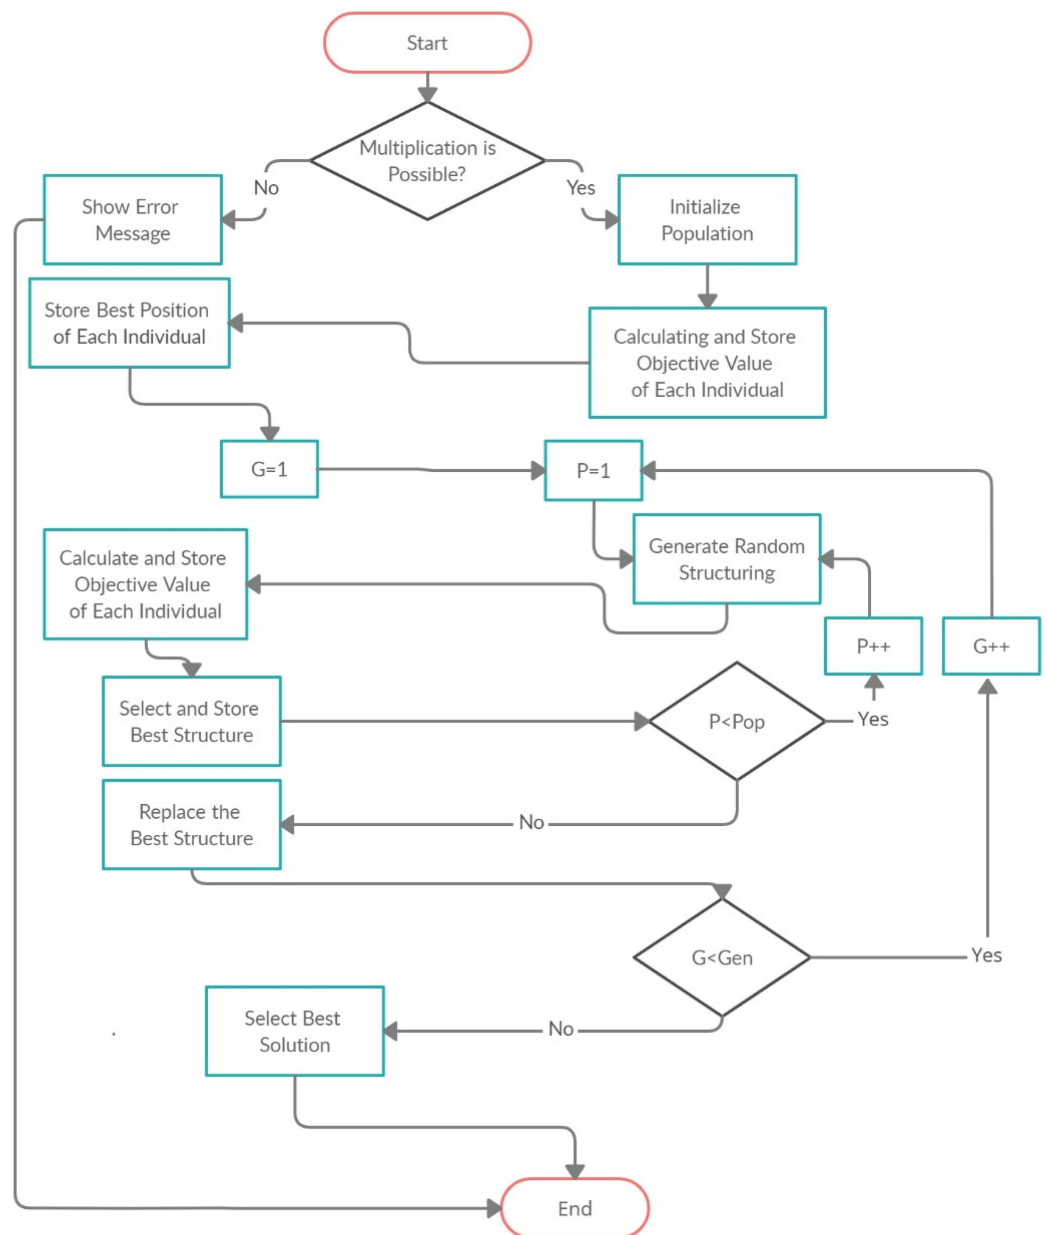 Start
Multiplication is
Possible?
No
Yes
Show Error
Message
Initialize
Population
Store Best Position
of Each Individual
Calculating and Store
Objective Value
of Each Individual
G=1
P=1
Generate Random
Structuring
Calculate and Store
Objective Value
of Each Individual
P++
G++
Select and Store
Best Structure
P<Pop
Yes
Replace the
Best Structure
No
G<Gen
Yes
Select Best
Solution
No
End